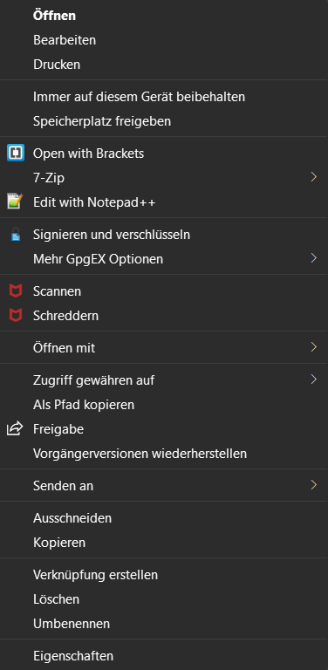 Öffnen
Bearbeiten
Drucken
Immer auf diesem Gerät beibehalten
Speicherplatz freigeben
Open with Brackets
7-Zip
Edit with Notepad++
Signieren und verschlüsseln
Mehr GpgEX Optionen
Scannen
Schreddern
Öffnen mit
Zugriff gewähren auf
Als Pfad kopieren
Freigabe
Vorgängerversionen wiederherstellen
Senden an
Ausschneiden
Kopieren
Verknüpfung erstellen
Löschen
Umbenennen
Eigenschaften